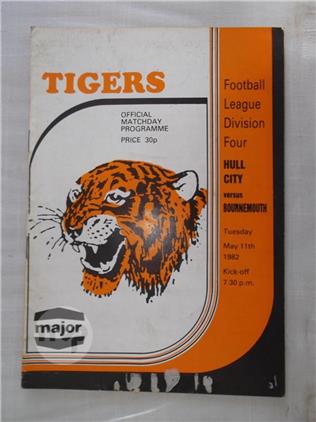 TIGERS
OFFICIAL
MATCHDAY
PROGRAMME
PRICE 30p
Football
League
Division
Four
HULL
CITY
versus
BOURNEMOUTH
Tuesday
May 11th
1982
Kick-off
7.30 p.m.
major